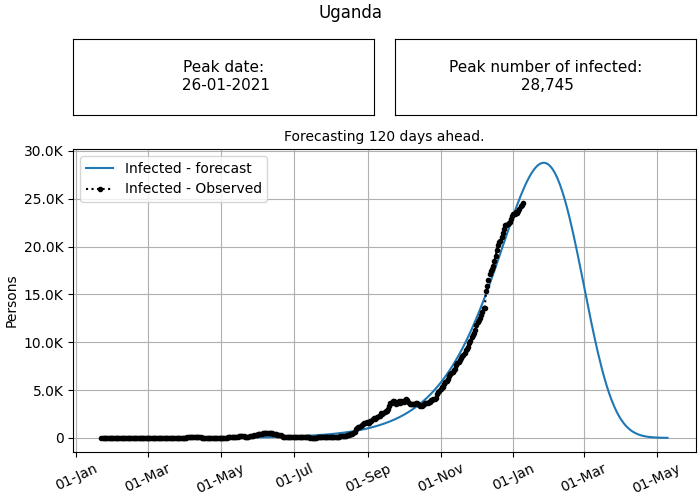 Uganda
Peak date:
26-01-2021
Peak number of infected:
28,745
Forecasting 120 days ahead.
Infected - forecast
Infected - Observed
Persons
30.0K
25.0K
20.0K
15.0K
10.0K
5.0K
0
01-Jan
01-Mar
01-May
01-Jul
01-Sep
01-Nov
01-Jan
01-Mar
01-May